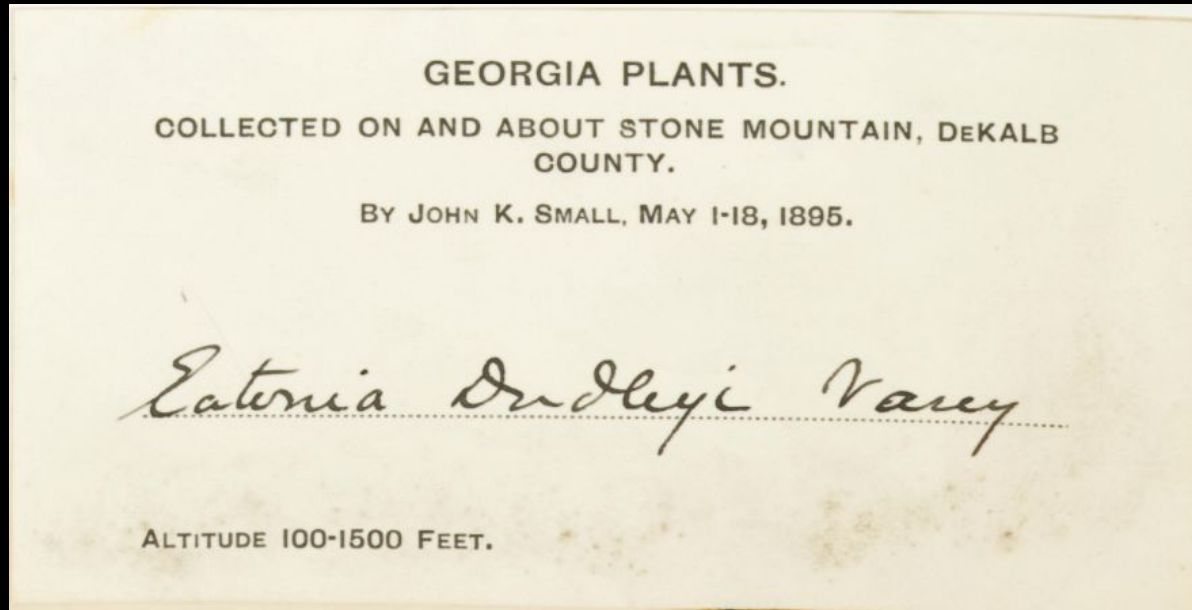 GEORGIA PLANTS.
COLLECTED ON AND ABOUT STONE MOUNTAIN, DEKALB
COUNTY.
BY JOHN K. SMALL, MAY 1-18, 1895.
Eatonia Dudleyi Vasey
ALTITUDE 100-1500 FEET.